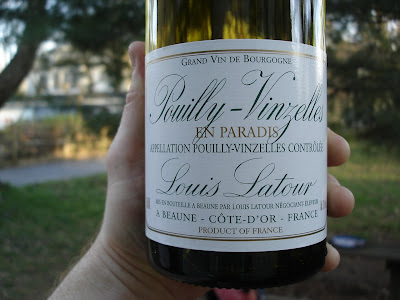 GRAND VIN DE BOURGOGNE
Pouilly-Vinzelles
EN PARADIS
APPELLATION POUILLY-VINZELLES CONTRÔLÉE
Louis Latour
MIS EN BOUTEILLE A BEAUNE PAR LOUIS LATOUR NÉGOCIANT-ÉLEVEUR
A BEAUNE - CÔTE-D'OR - FRANCE
PRODUCT OF FRANCE